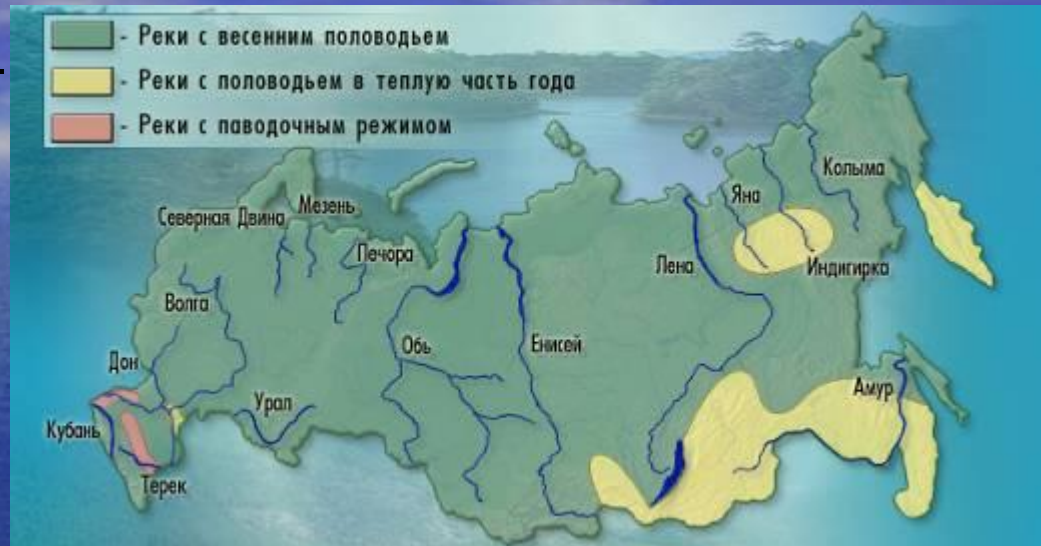 - Реки с весенним половодьем
- Реки с половодьем в теплую часть года
- Реки с паводочным режимом
Колыма
Яна
Мезень
Северная Двина
Печора
Лена
Индигирка
Волга
Обь
Енисей
Дон
Амур
Урал
Кубань
Терек